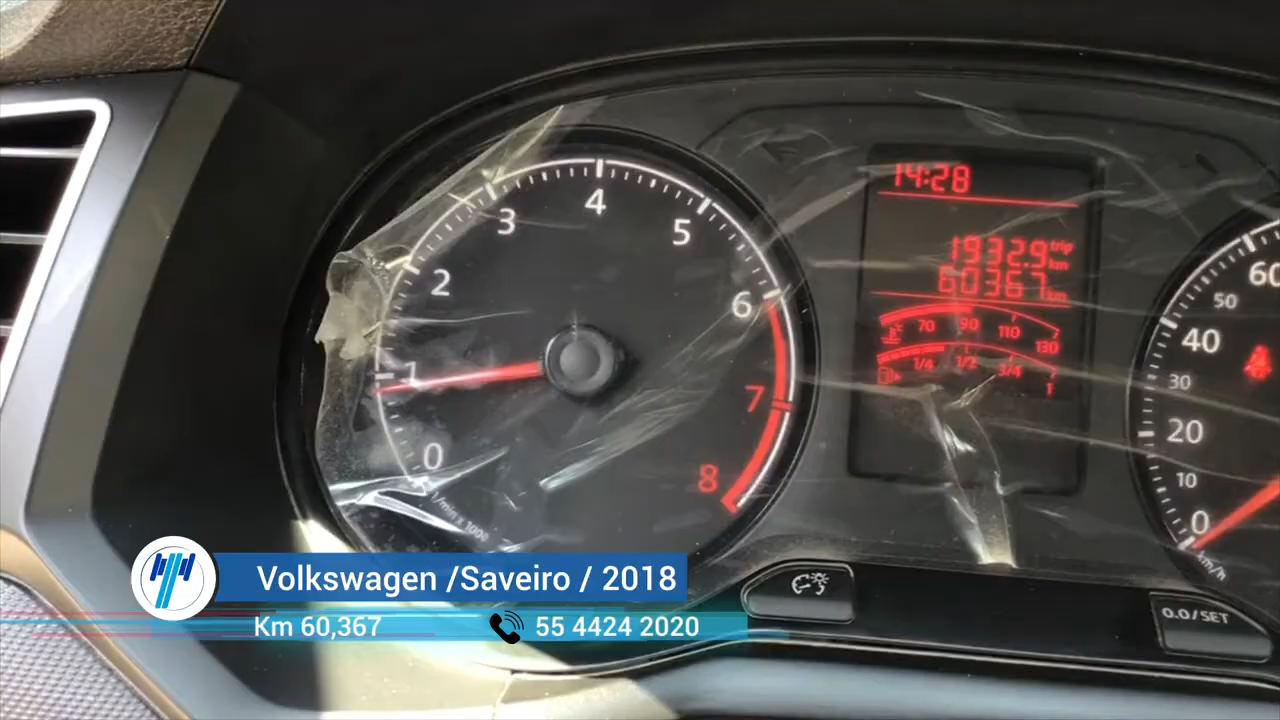 14:28
1932.9 trip km
60367 km
70 90 110 130
1/4 1/2 3/4 1
0 1 2 3 4 5 6 7 8
1/min x 1000
0 10 20 30 40 50 60
km/h
0.0/SET
Volkswagen /Saveiro / 2018
Km 60,367
55 4424 2020